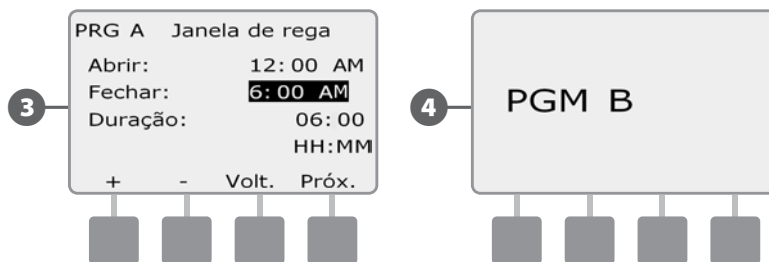 3
PRG A Janela de rega
Abrir: 12:00 AM
Fechar: 6:00 AM
Duração: 06:00
HH:MM
+ - Volt. Próx.
4
PGM B